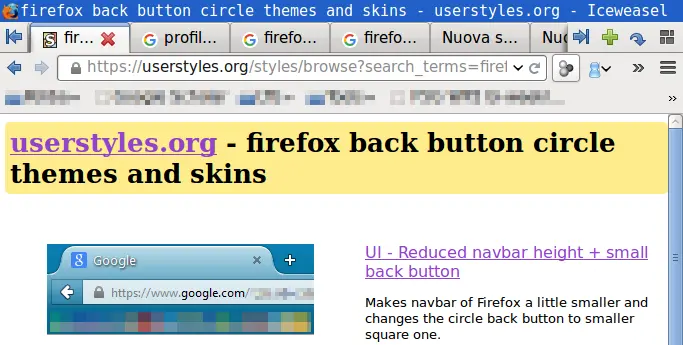 firefox back button circle themes and skins - userstyles.org - Iceweasel
fir...
profil...
firefo...
firefo...
Nuova s...
https://userstyles.org/styles/browse?search_terms=firef
»
userstyles.org - firefox back button circle
themes and skins
Google
https://www.google.com/
UI - Reduced navbar height + small
back button
Makes navbar of Firefox a little smaller and
changes the circle back button to smaller
square one.